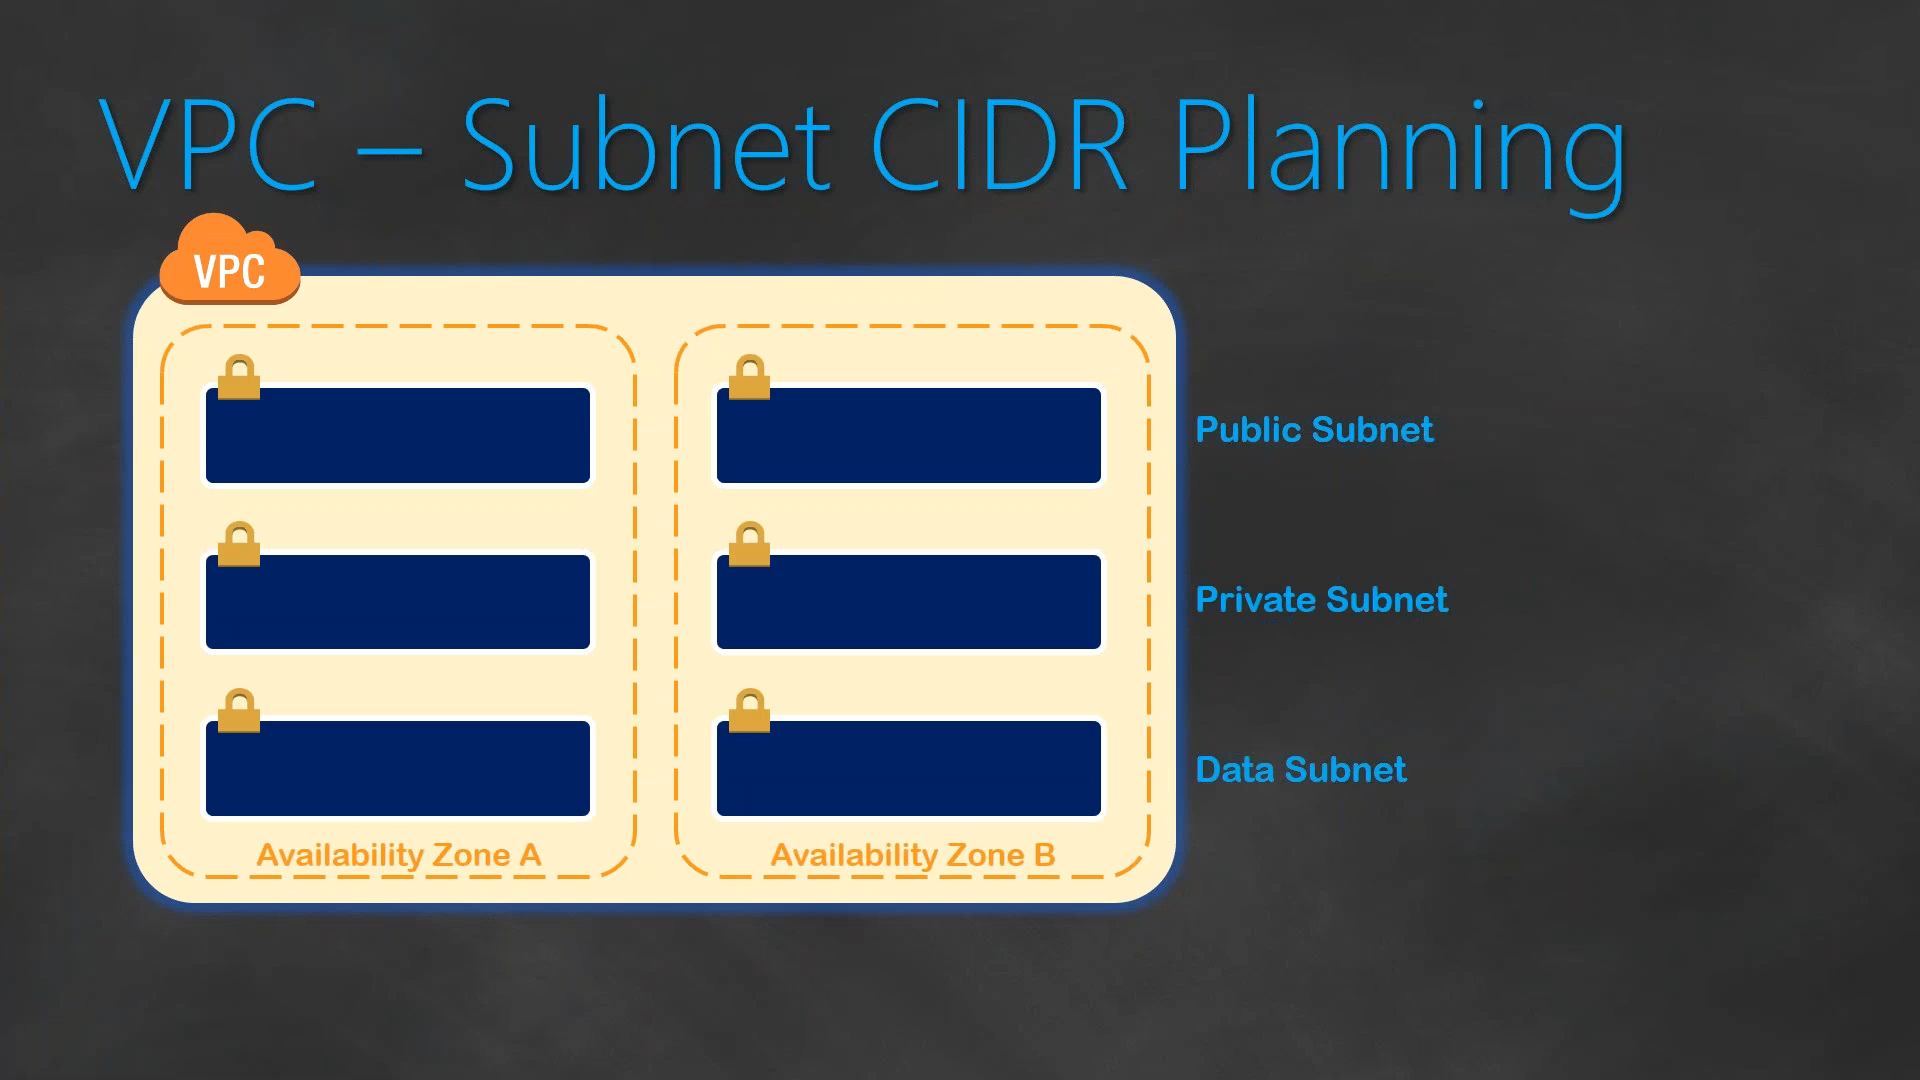 VPC – Subnet CIDR Planning
VPC
Public Subnet
Private Subnet
Data Subnet
Availability Zone A
Availability Zone B